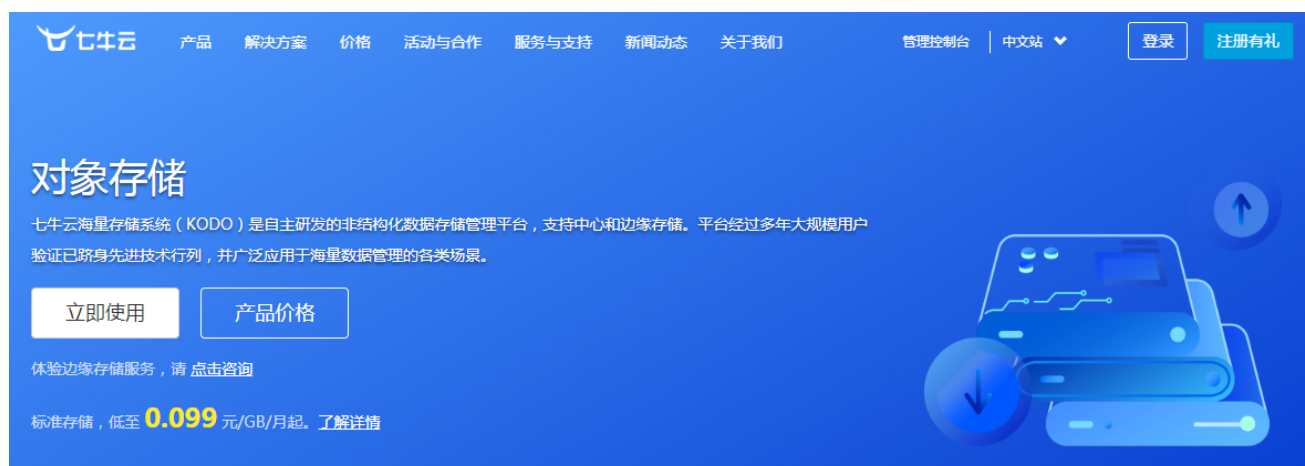 七牛云 产品 解决方案 价格 活动与合作 服务与支持 新闻动态 关于我们 管理控制台 中文站 登录 注册有礼
对象存储
七牛云海量存储系统（KODO）是自主研发的非结构化数据存储管理平台，支持中心和边缘存储。平台经过多年大规模用户
验证已跻身先进技术行列，并广泛应用于海量数据管理的各类场景。
立即使用 产品价格
体验边缘存储服务，请 点击咨询
标准存储，低至 0.099 元/GB/月起。了解详情